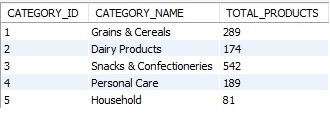 CATEGORY_ID CATEGORY_NAME TOTAL_PRODUCTS
1 Grains & Cereals 289
2 Dairy Products 174
3 Snacks & Confectioneries 542
4 Personal Care 189
5 Household 81